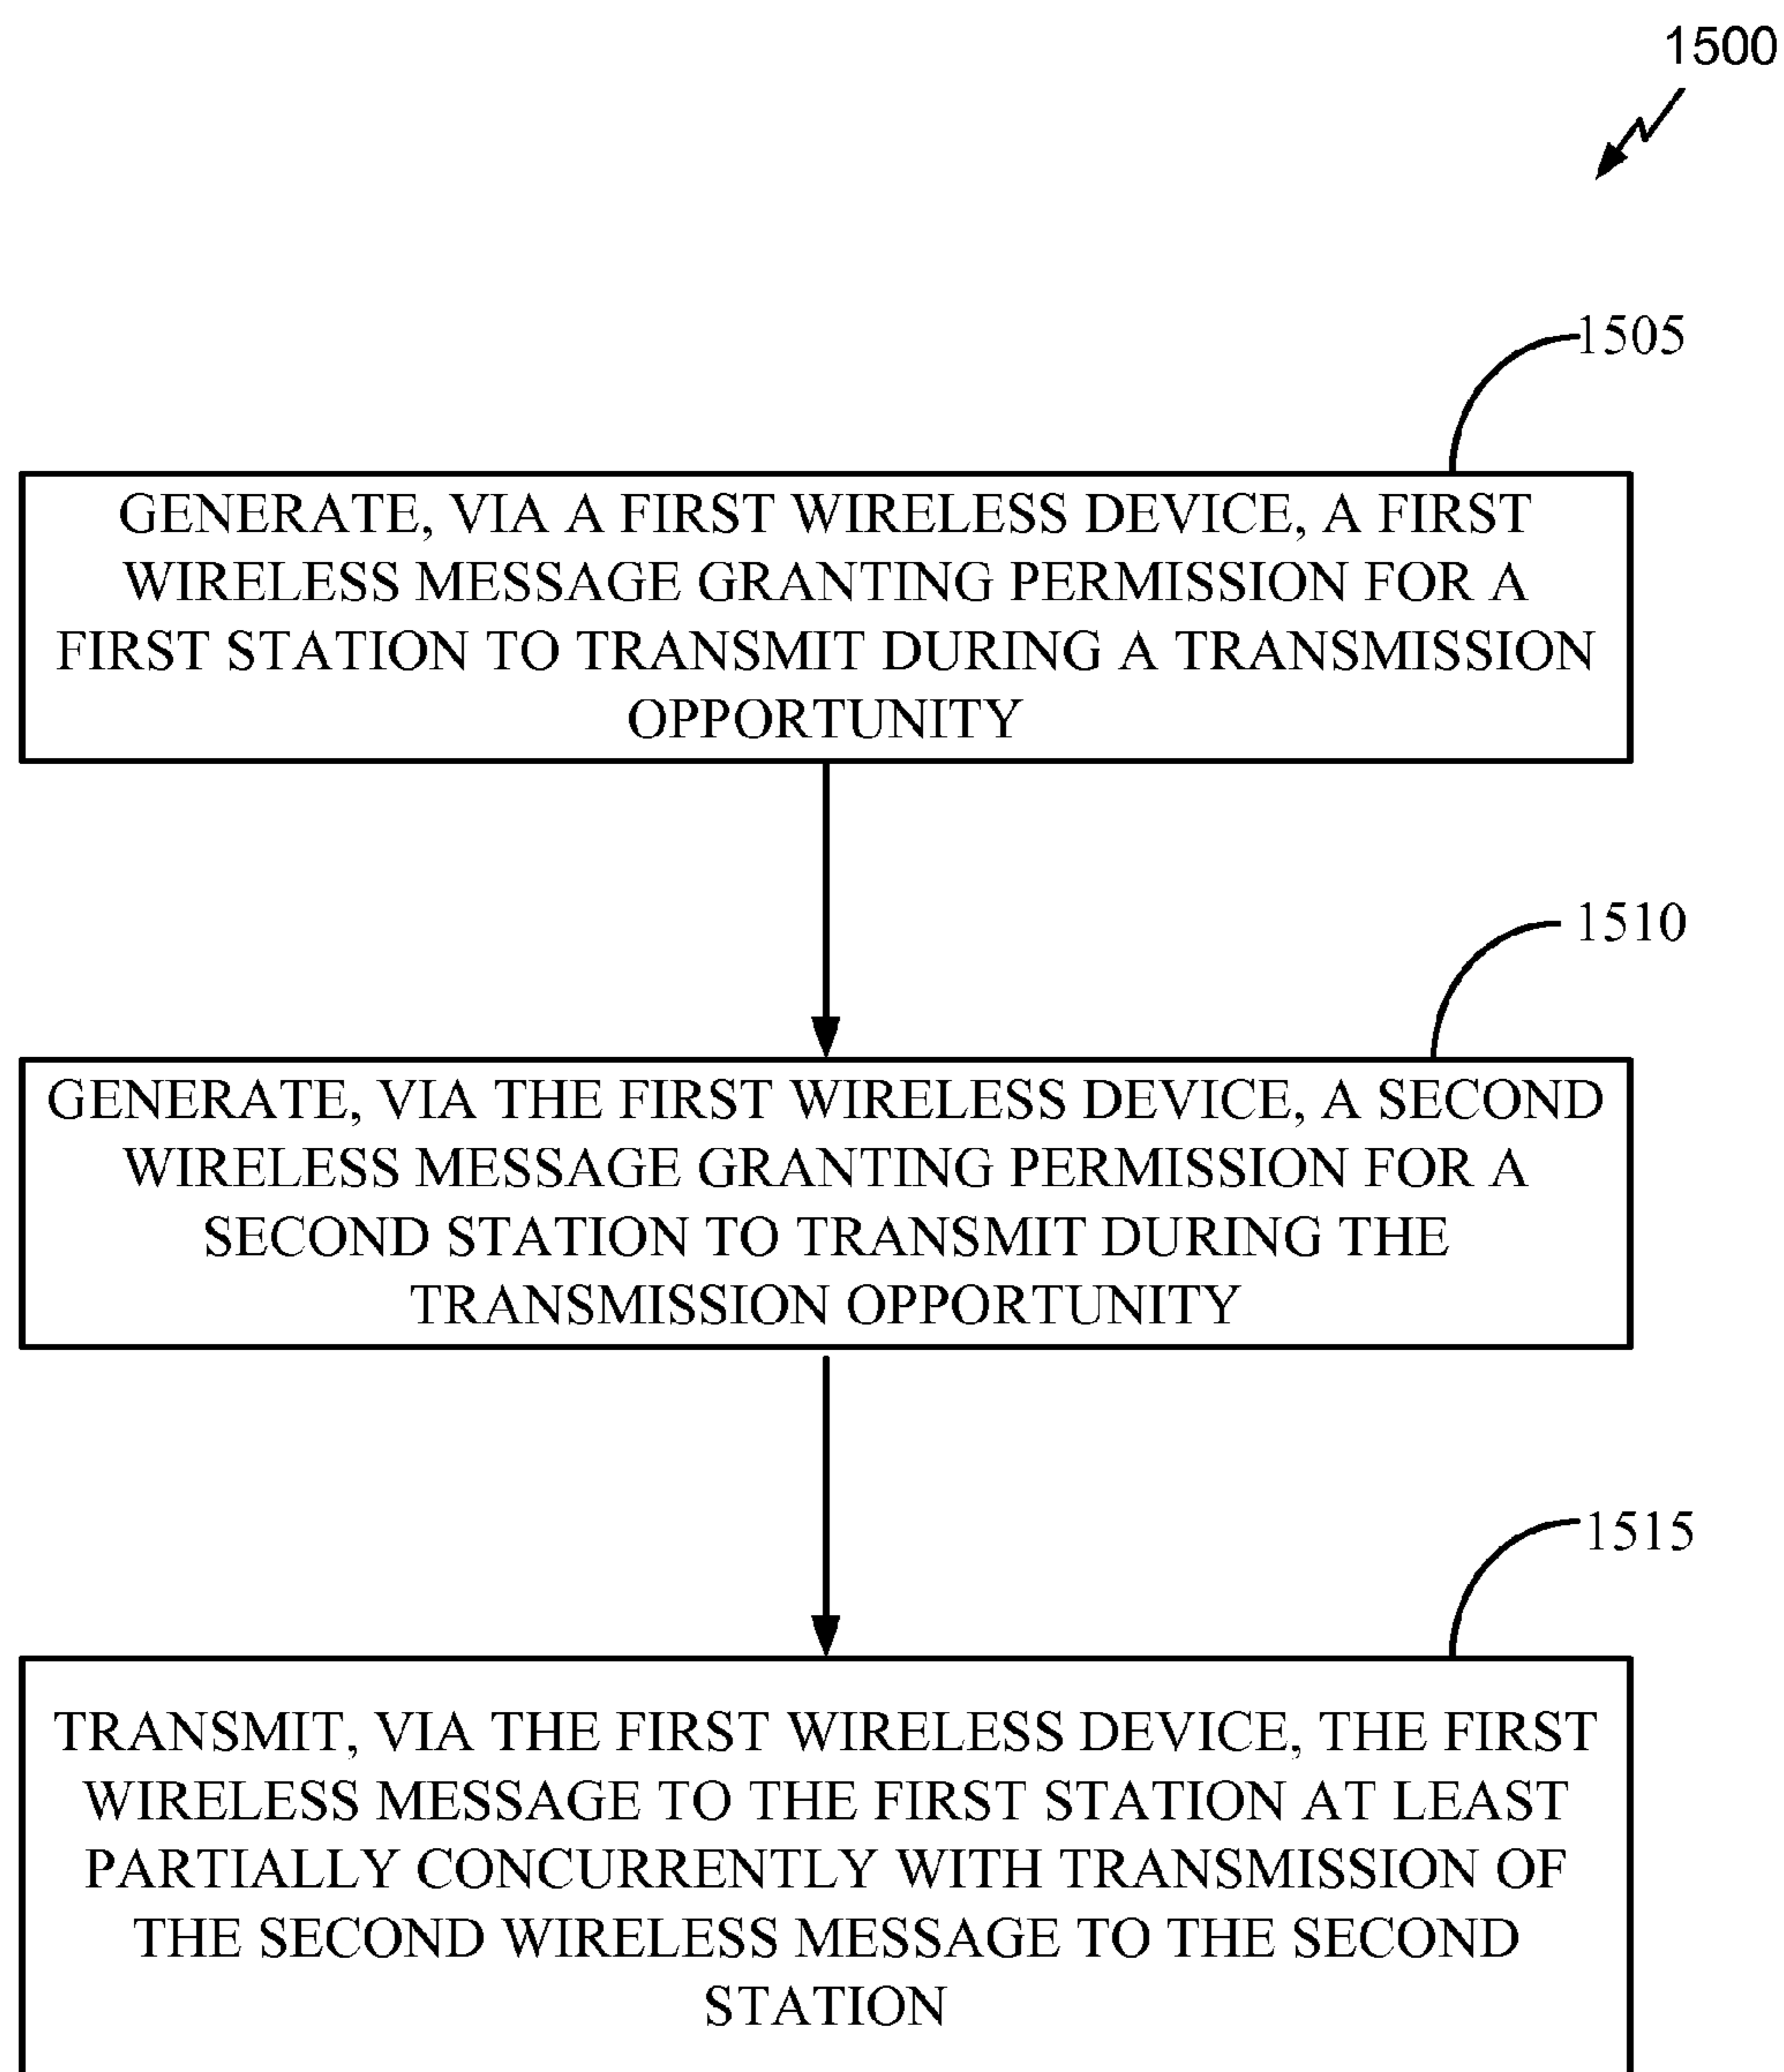 1500
1505
GENERATE, VIA A FIRST WIRELESS DEVICE, A FIRST
WIRELESS MESSAGE GRANTING PERMISSION FOR A
FIRST STATION TO TRANSMIT DURING A TRANSMISSION
OPPORTUNITY
1510
GENERATE, VIA THE FIRST WIRELESS DEVICE, A SECOND
WIRELESS MESSAGE GRANTING PERMISSION FOR A
SECOND STATION TO TRANSMIT DURING THE
TRANSMISSION OPPORTUNITY
1515
TRANSMIT, VIA THE FIRST WIRELESS DEVICE, THE FIRST
WIRELESS MESSAGE TO THE FIRST STATION AT LEAST
PARTIALLY CONCURRENTLY WITH TRANSMISSION OF
THE SECOND WIRELESS MESSAGE TO THE SECOND
STATION